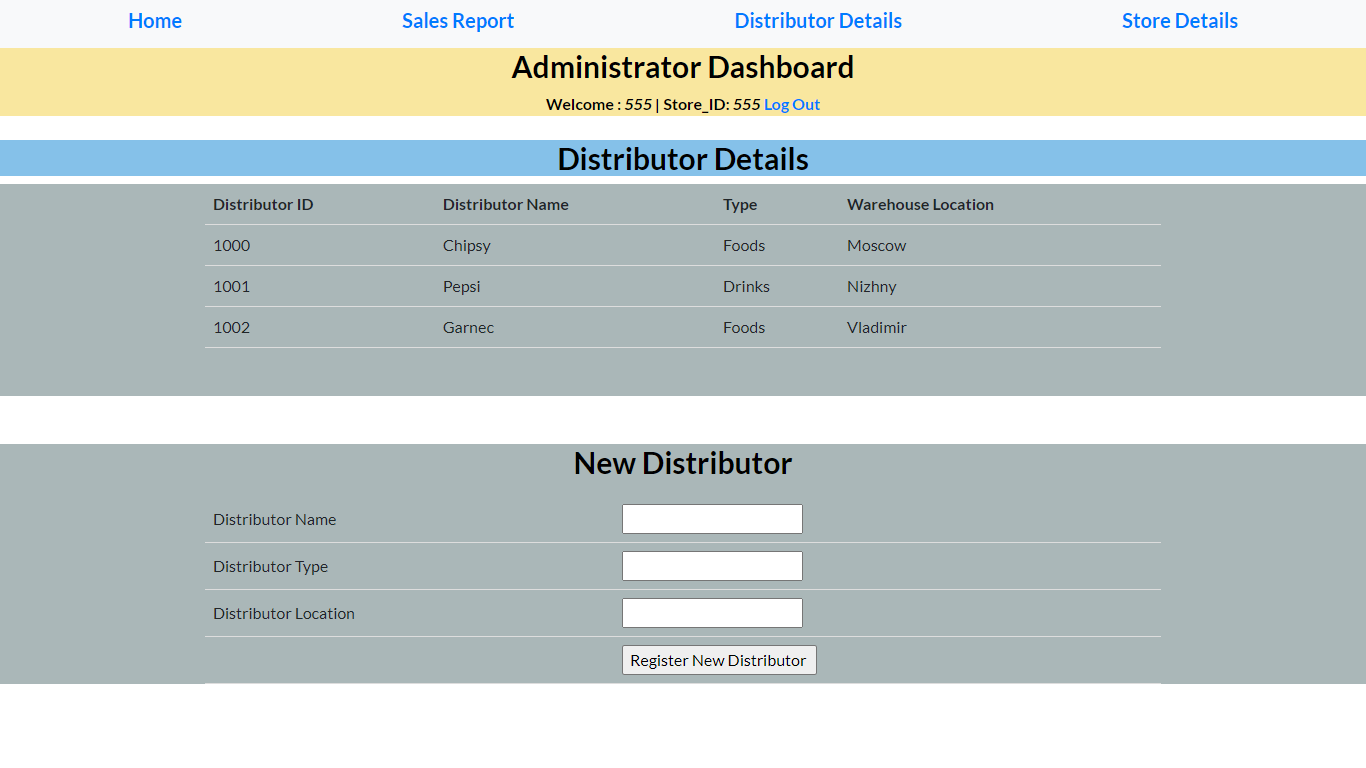 Home Sales Report Distributor Details Store Details
Administrator Dashboard
Welcome : 555 | Store_ID: 555 Log Out
Distributor Details
Distributor ID Distributor Name Type Warehouse Location
1000 Chipsy Foods Moscow
1001 Pepsi Drinks Nizhny
1002 Garnec Foods Vladimir
New Distributor
Distributor Name
Distributor Type
Distributor Location
Register New Distributor